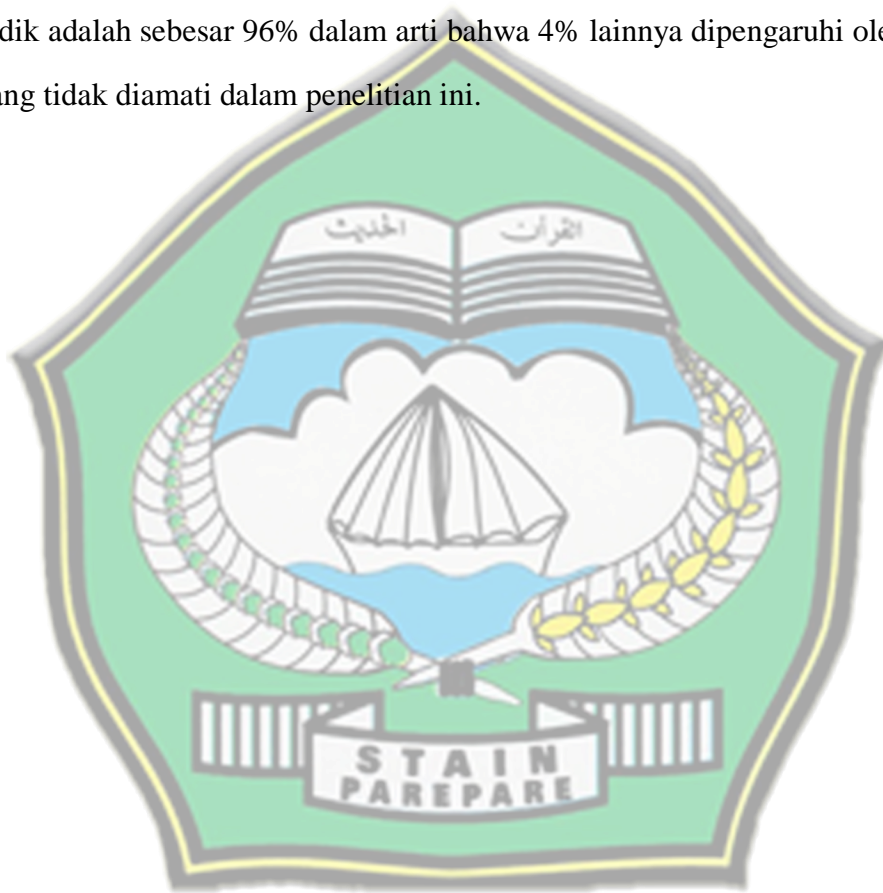 dik adalah sebesar 96% dalam arti bahwa 4% lainnya dipengaruhi ole
ang tidak diamati dalam penelitian ini.
الحديث القرأن
STAIN
PAREPARE